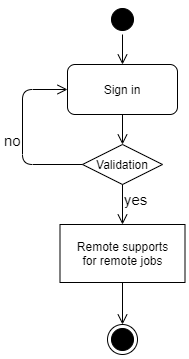 Sign in
no
Validation
yes
Remote supports
for remote jobs